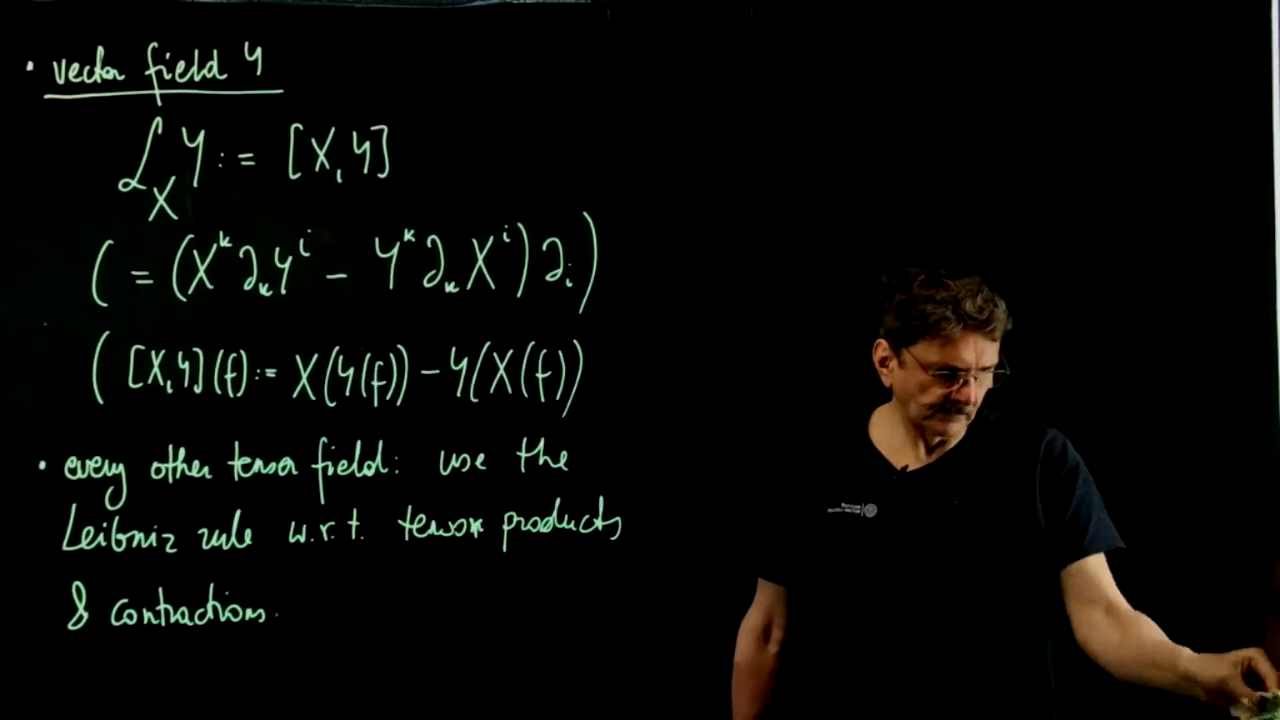 • vector field Y
ℒ_X Y := [X,Y]
( = (X^k ∂_k Y^i - Y^k ∂_k X^i) ∂_i )
( [X,Y](f) := X(Y(f)) - Y(X(f))
• every other tensor field: use the
Leibniz rule w.r.t. tensor products
& contractions.